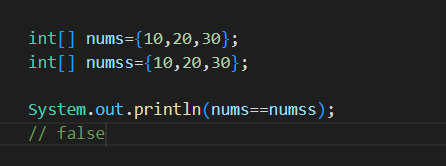 int[] nums={10,20,30};
int[] numss={10,20,30};
System.out.println(nums==numss);
// false